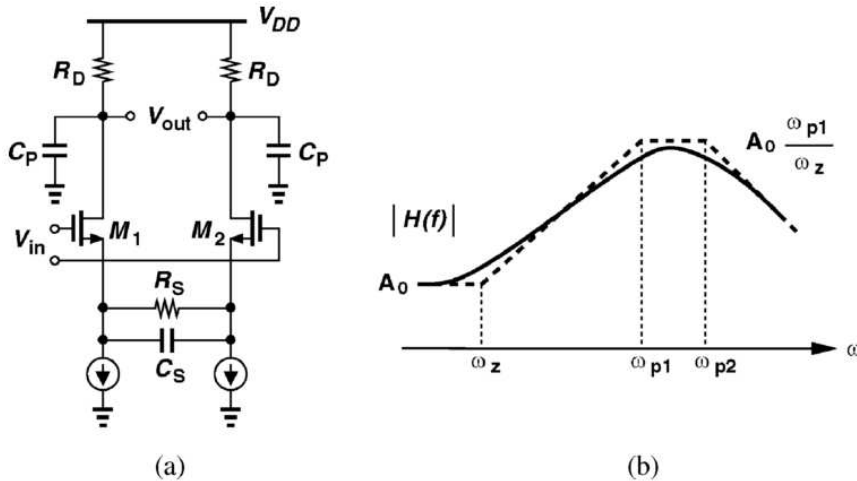 V_DD
R_D R_D
V_out
C_P C_P
M_1 M_2
V_in
R_S
C_S
(a)
A_0 ω_p1 / ω_z
|H(f)|
A_0
ω_z ω_p1 ω_p2 ω
(b)